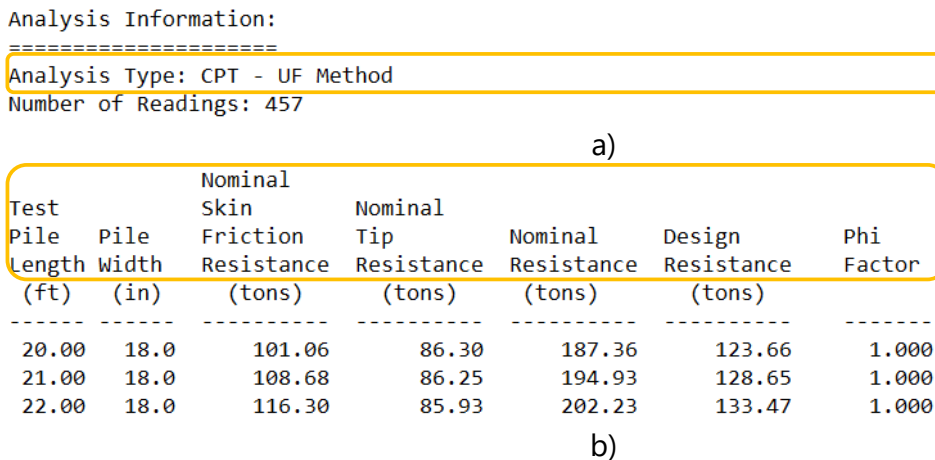 Analysis Information:
=====================
Analysis Type: CPT - UF Method
Number of Readings: 457
a)
Nominal
Test Skin Nominal
Pile Pile Friction Tip Nominal Design Phi
Length Width Resistance Resistance Resistance Resistance Factor
(ft) (in) (tons) (tons) (tons) (tons)
------ ------ ---------- ---------- ---------- ---------- -------
20.00 18.0 101.06 86.30 187.36 123.66 1.000
21.00 18.0 108.68 86.25 194.93 128.65 1.000
22.00 18.0 116.30 85.93 202.23 133.47 1.000
b)